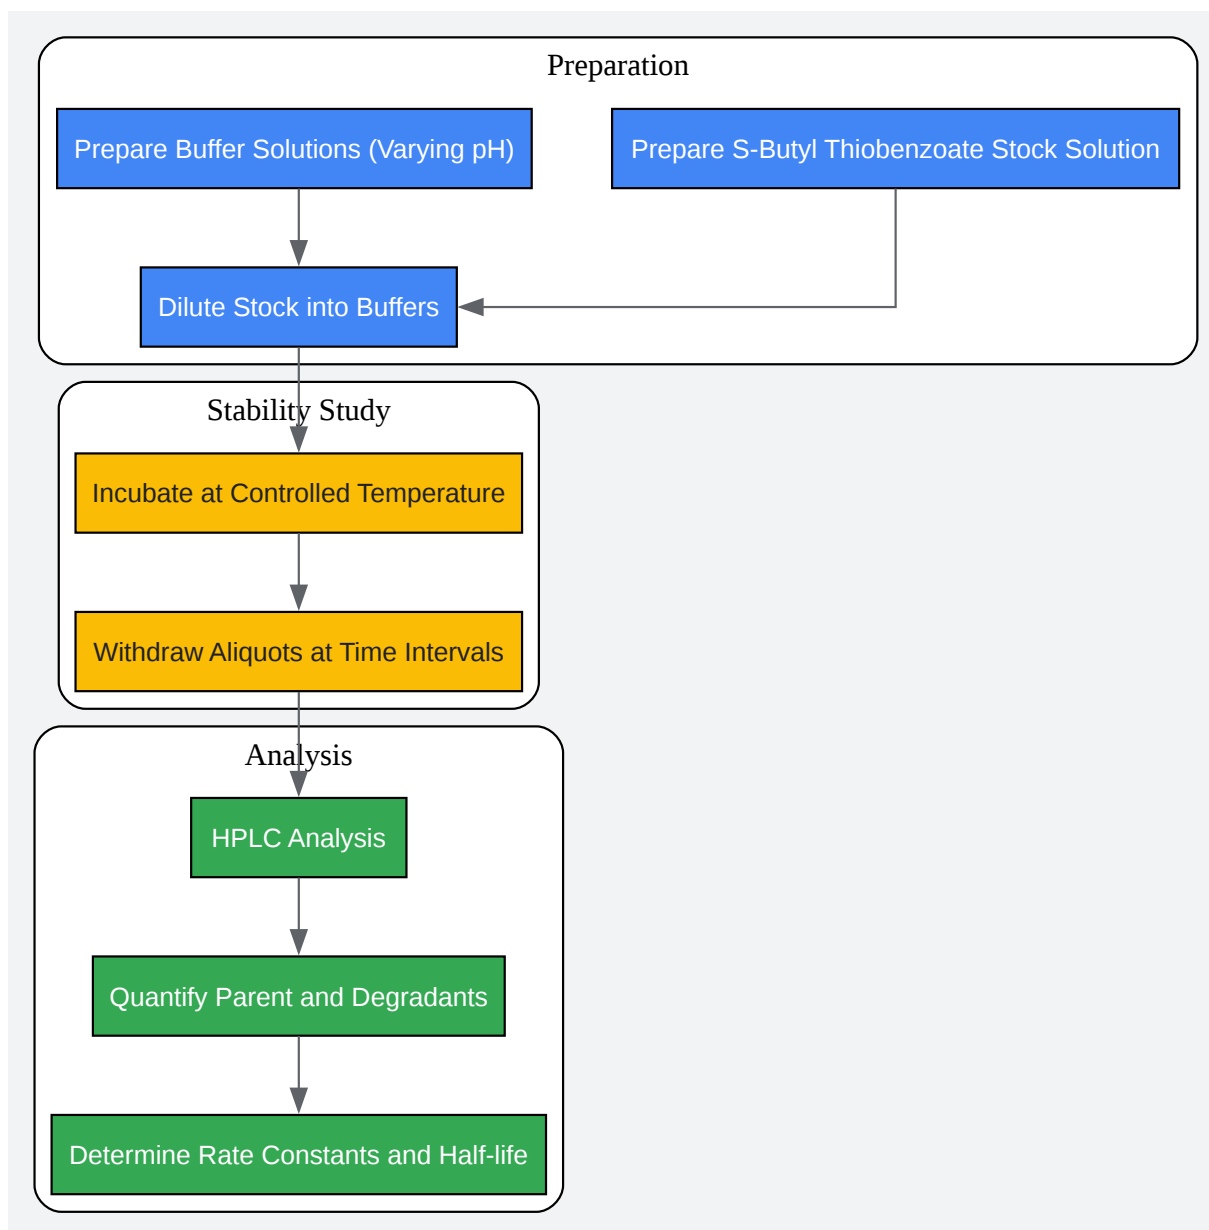 Preparation
Prepare Buffer Solutions (Varying pH)
Prepare S-Butyl Thiobenzoate Stock Solution
Dilute Stock into Buffers
Stability Study
Incubate at Controlled Temperature
Withdraw Aliquots at Time Intervals
Analysis
HPLC Analysis
Quantify Parent and Degradants
Determine Rate Constants and Half-life